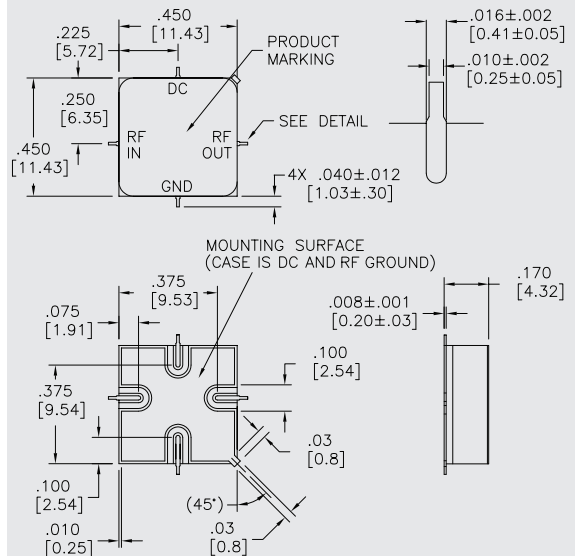 .450
[11.43]
.225
[5.72]
PRODUCT
MARKING
.016±.002
[0.41±0.05]
.010±.002
[0.25±0.05]
DC
.250
[6.35]
.450
[11.43]
RF
IN
RF
OUT
SEE DETAIL
GND
4X .040±.012
[1.03±.30]
MOUNTING SURFACE
(CASE IS DC AND RF GROUND)
.375
[9.53]
.075
[1.91]
.008±.001
[0.20±.03]
.170
[4.32]
.100
[2.54]
.375
[9.54]
.03
[0.8]
.100
[2.54]
(45°)
.010
[0.25]
.03
[0.8]